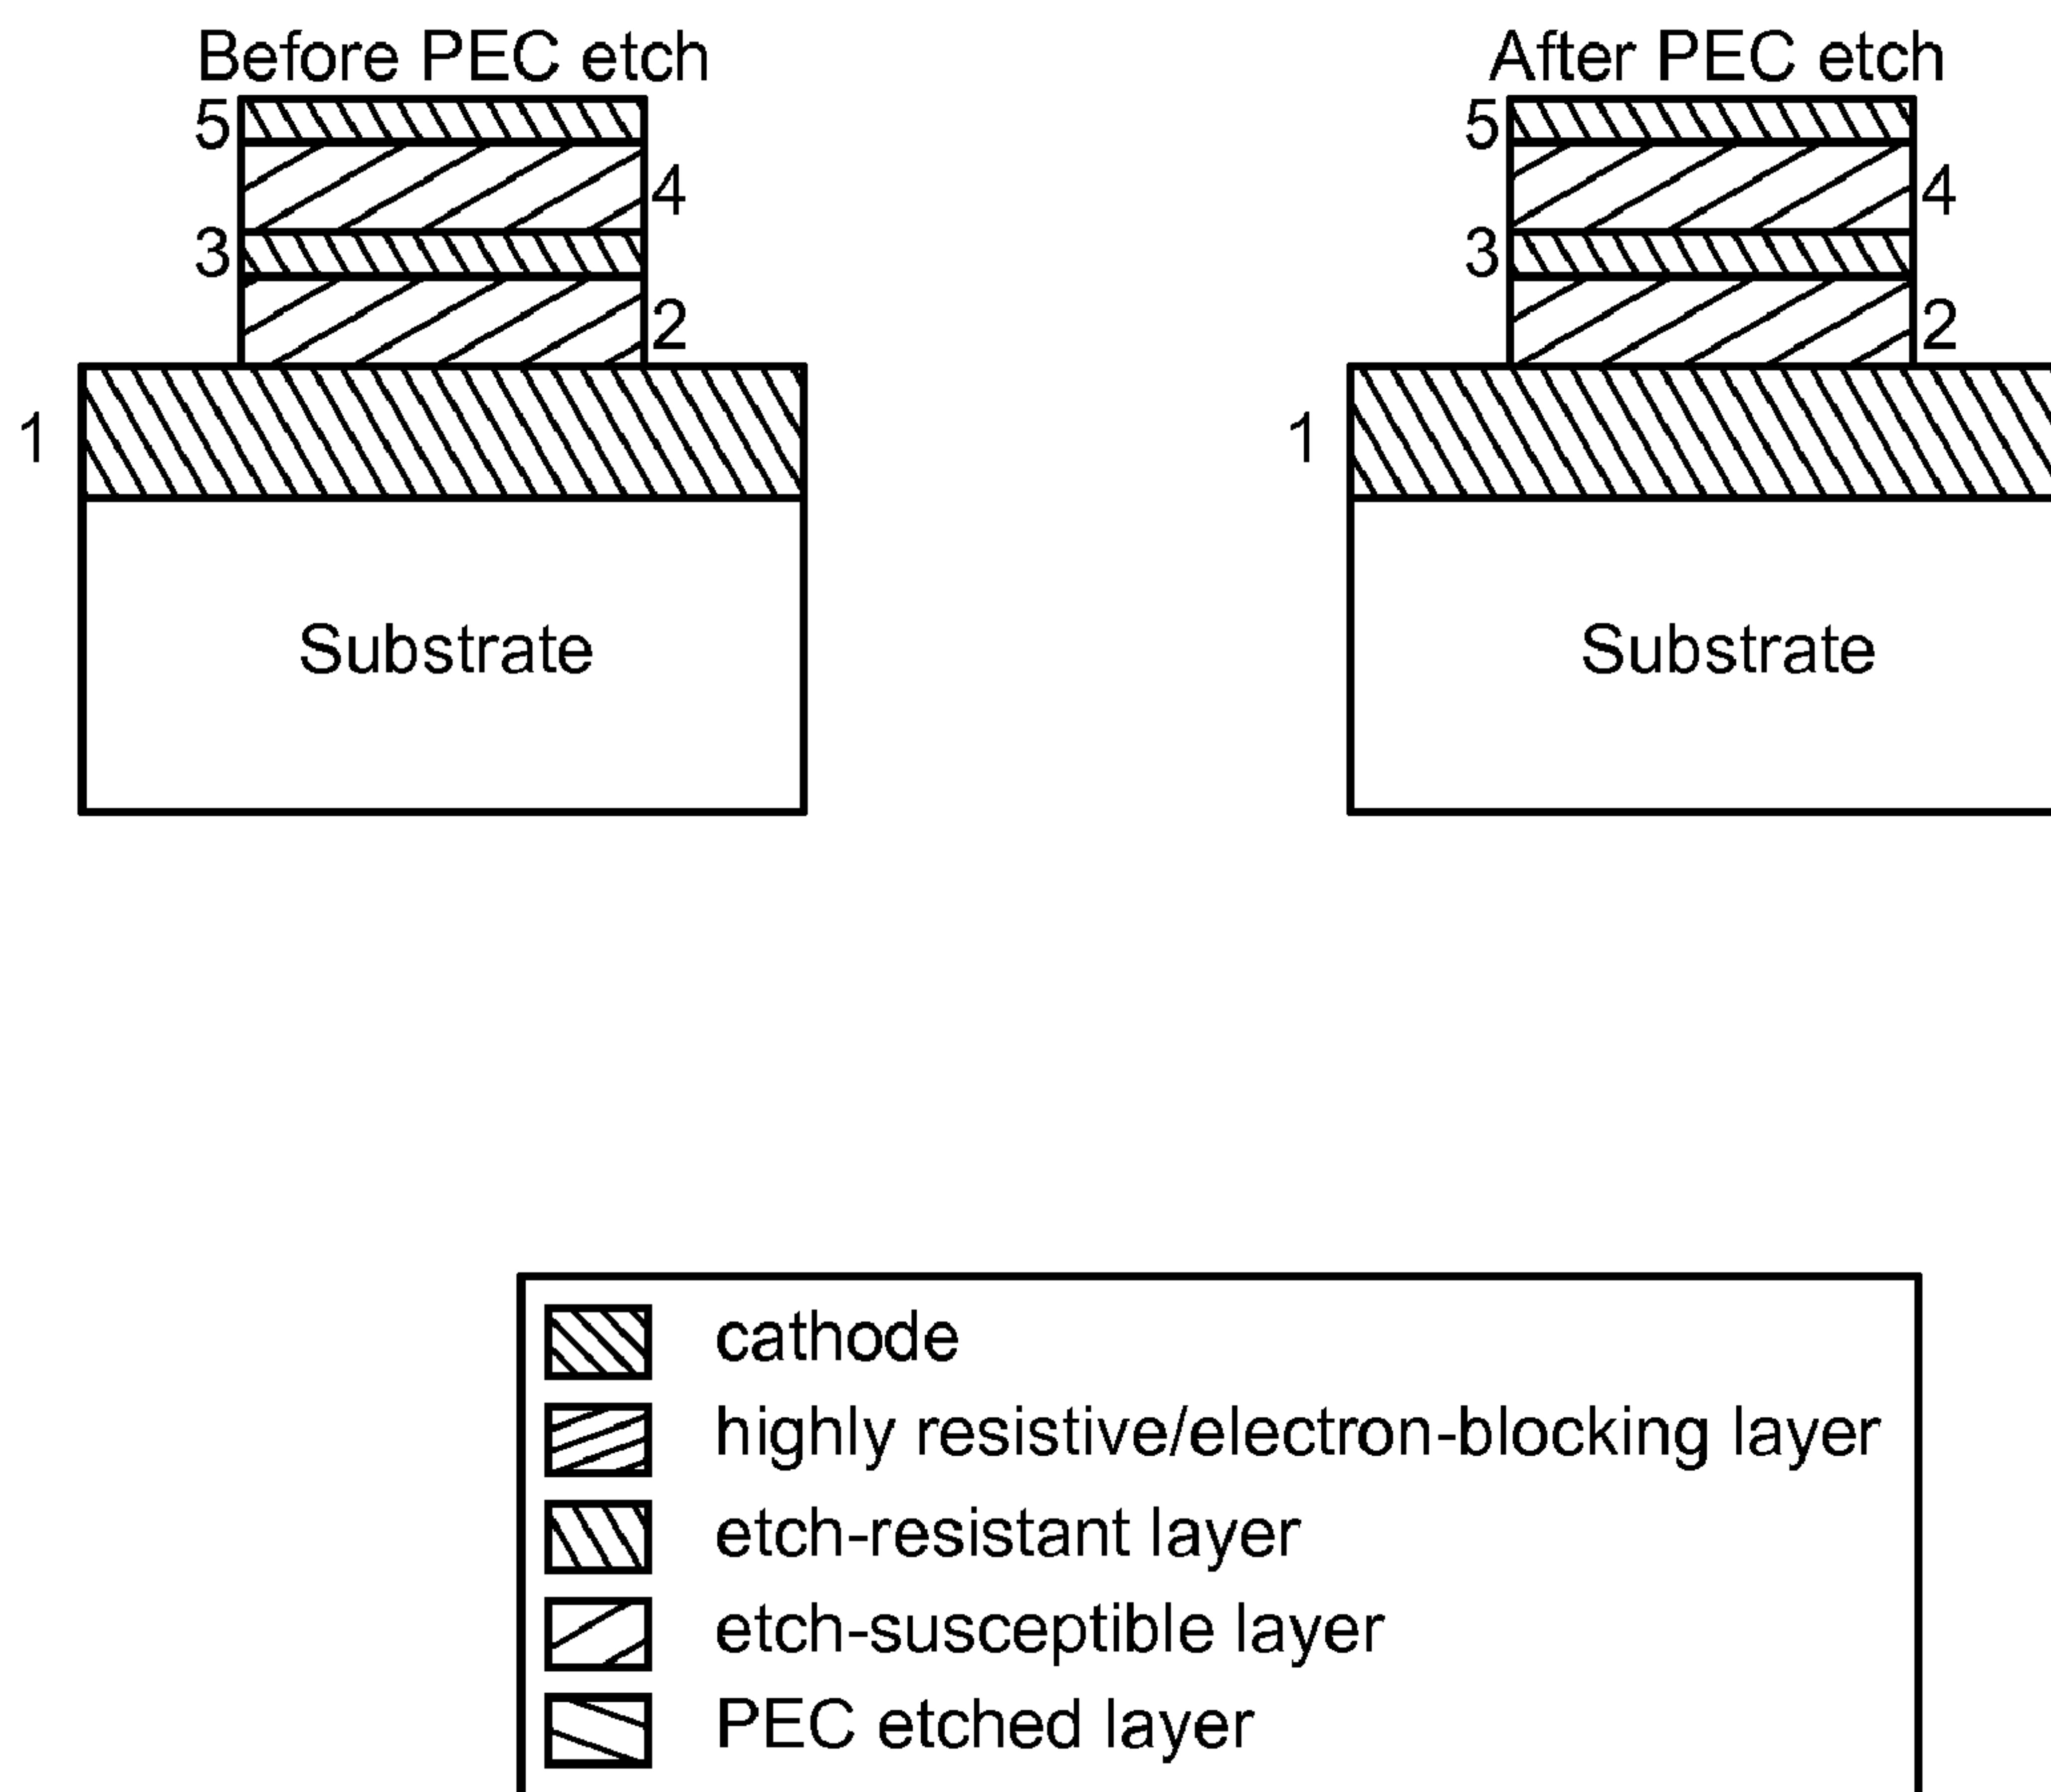 Before PEC etch
5
4
3
2
1
Substrate
After PEC etch
5
4
3
2
1
Substrate
cathode
highly resistive/electron-blocking layer
etch-resistant layer
etch-susceptible layer
PEC etched layer